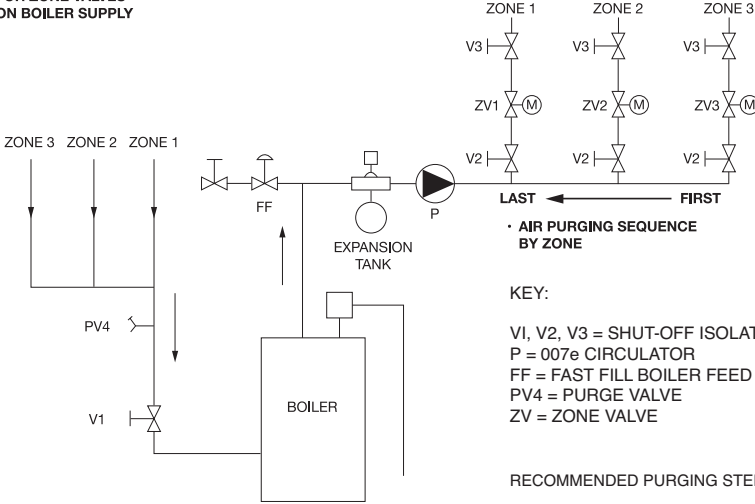 ON BOILER SUPPLY
ZONE 1 ZONE 2 ZONE 3
V3 V3 V3
ZV1 M ZV2 M ZV3 M
ZONE 3 ZONE 2 ZONE 1
V2 V2 V2
FF
P
LAST FIRST
• AIR PURGING SEQUENCE
BY ZONE
EXPANSION
TANK
KEY:
PV4
VI, V2, V3 = SHUT-OFF
P = 007e CIRCULATOR
FF = FAST FILL BOILER FEED
PV4 = PURGE VALVE
ZV = ZONE VALVE
V1
BOILER
RECOMMENDED PURGING